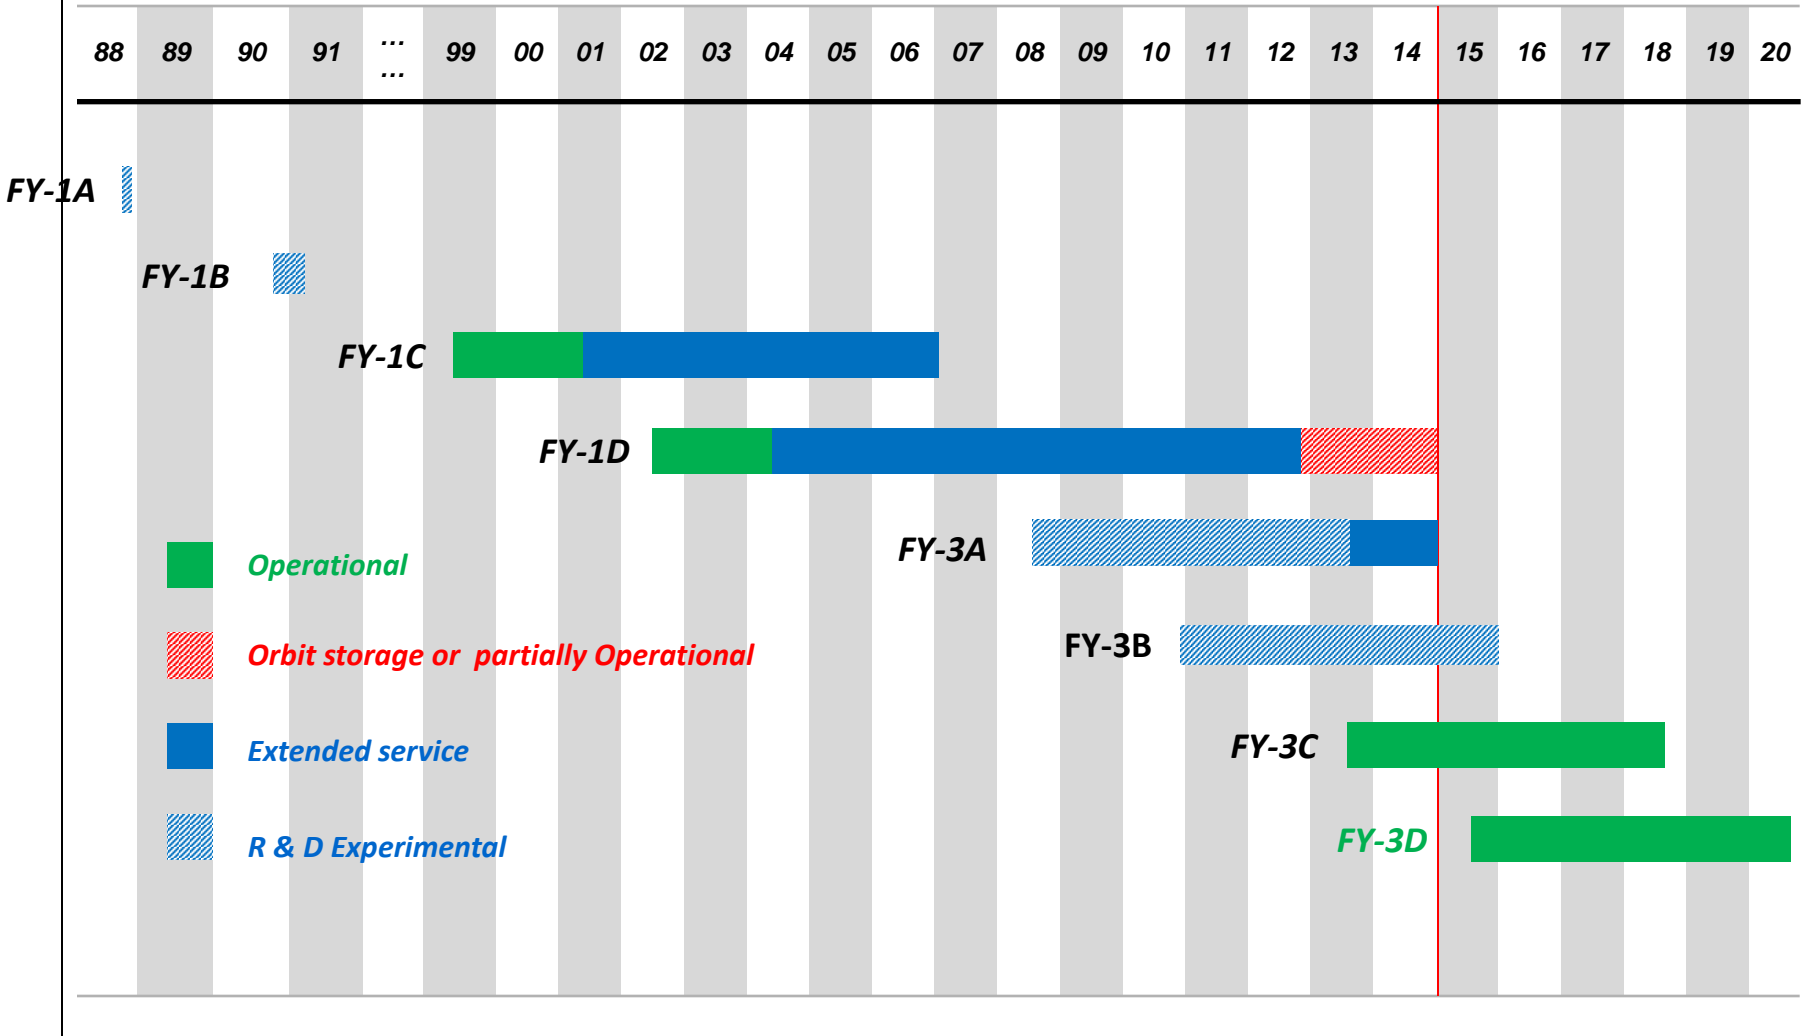 88 89 90 91 ... ... 99 00 01 02 03 04 05 06 07 08 09 10 11 12 13 14 15 16 17 18 19 20
FY-1A
FY-1B
FY-1C
FY-1D
FY-3A
Operational
FY-3B
Orbit storage or partially Operational
FY-3C
Extended service
FY-3D
R & D Experimental